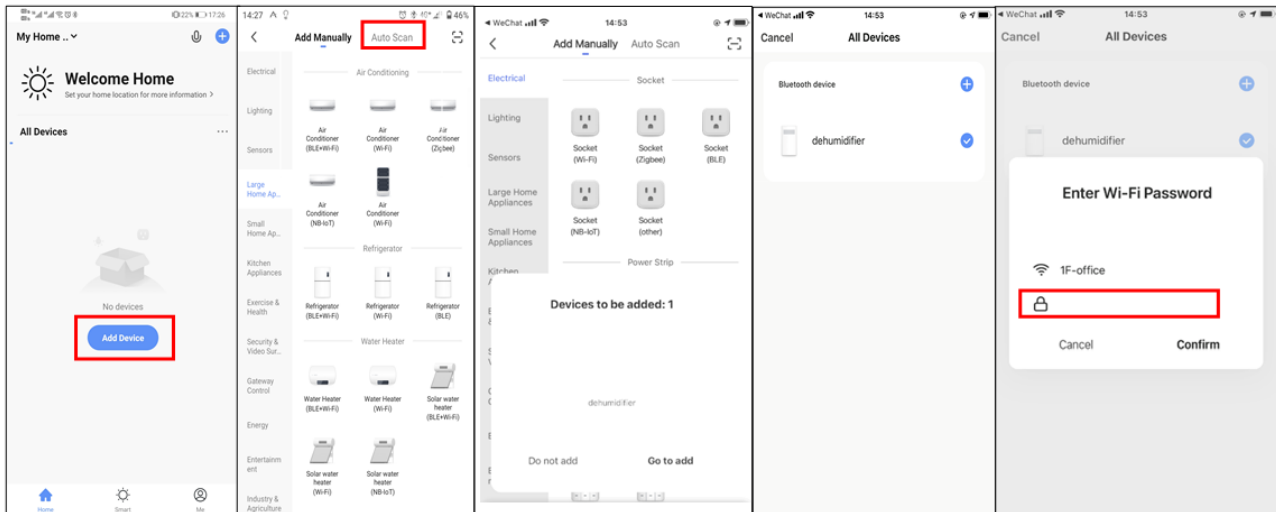 22% 17:26
My Home ..
Welcome Home
Set your home location for more information >
All Devices
...
No devices
Add Device
Home
Smart
Me
14:27
40° 46%
Add Manually
Auto Scan
Electrical
Lighting
Sensors
Large
Home Ap...
Small
Home Ap...
Kitchen
Appliances
Exercise &
Health
Security &
Video Sur...
Gateway
Control
Energy
Entertainm
ent
Industry &
Agriculture
Air Conditioning
Air
Conditioner
(BLE+Wi-Fi)
Air
Conditioner
(Wi-Fi)
Air
Conditioner
(Zigbee)
Air
Conditioner
(NB-IoT)
Air
Conditioner
(Wi-Fi)
Refrigerator
Refrigerator
(BLE+Wi-Fi)
Refrigerator
(Wi-Fi)
Refrigerator
(BLE)
Water Heater
Water Heater
(BLE+Wi-Fi)
Water Heater
(Wi-Fi)
Solar water
heater
(BLE+Wi-Fi)
Solar water
heater
(Wi-Fi)
Solar water
heater
(NB-IoT)
WeChat
14:53
Add Manually
Auto Scan
Electrical
Lighting
Sensors
Large Home
Appliances
Small Home
Appliances
Kitchen
Socket
Socket
(Wi-Fi)
Socket
(Zigbee)
Socket
(BLE)
Socket
(NB-IoT)
Socket
(other)
Power Strip
Devices to be added: 1
dehumidifier
Do not add
Go to add
WeChat
14:53
Cancel
All Devices
Bluetooth device
dehumidifier
WeChat
14:53
Cancel
All Devices
Bluetooth device
dehumidifier
Enter Wi-Fi Password
1F-office
Cancel
Confirm